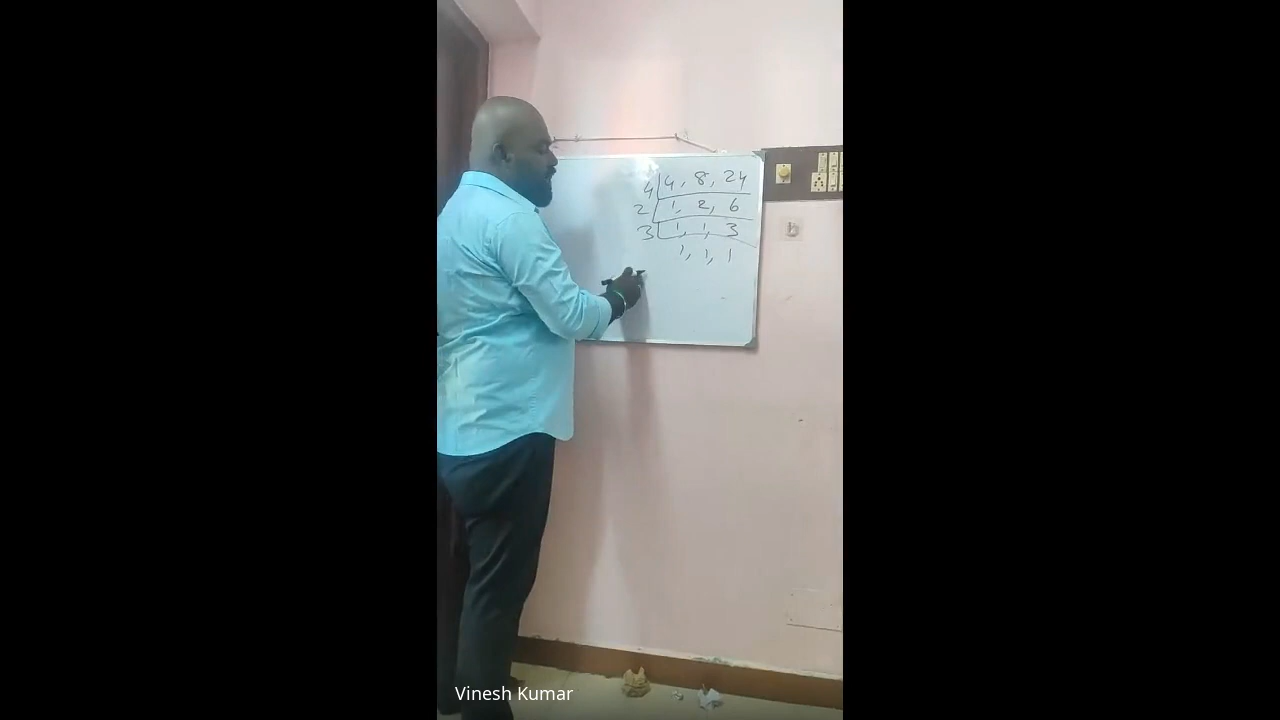 4 | 4, 8, 24
2 | 1, 2, 6
3 | 1, 1, 3
1, 1, 1
Vinesh Kumar